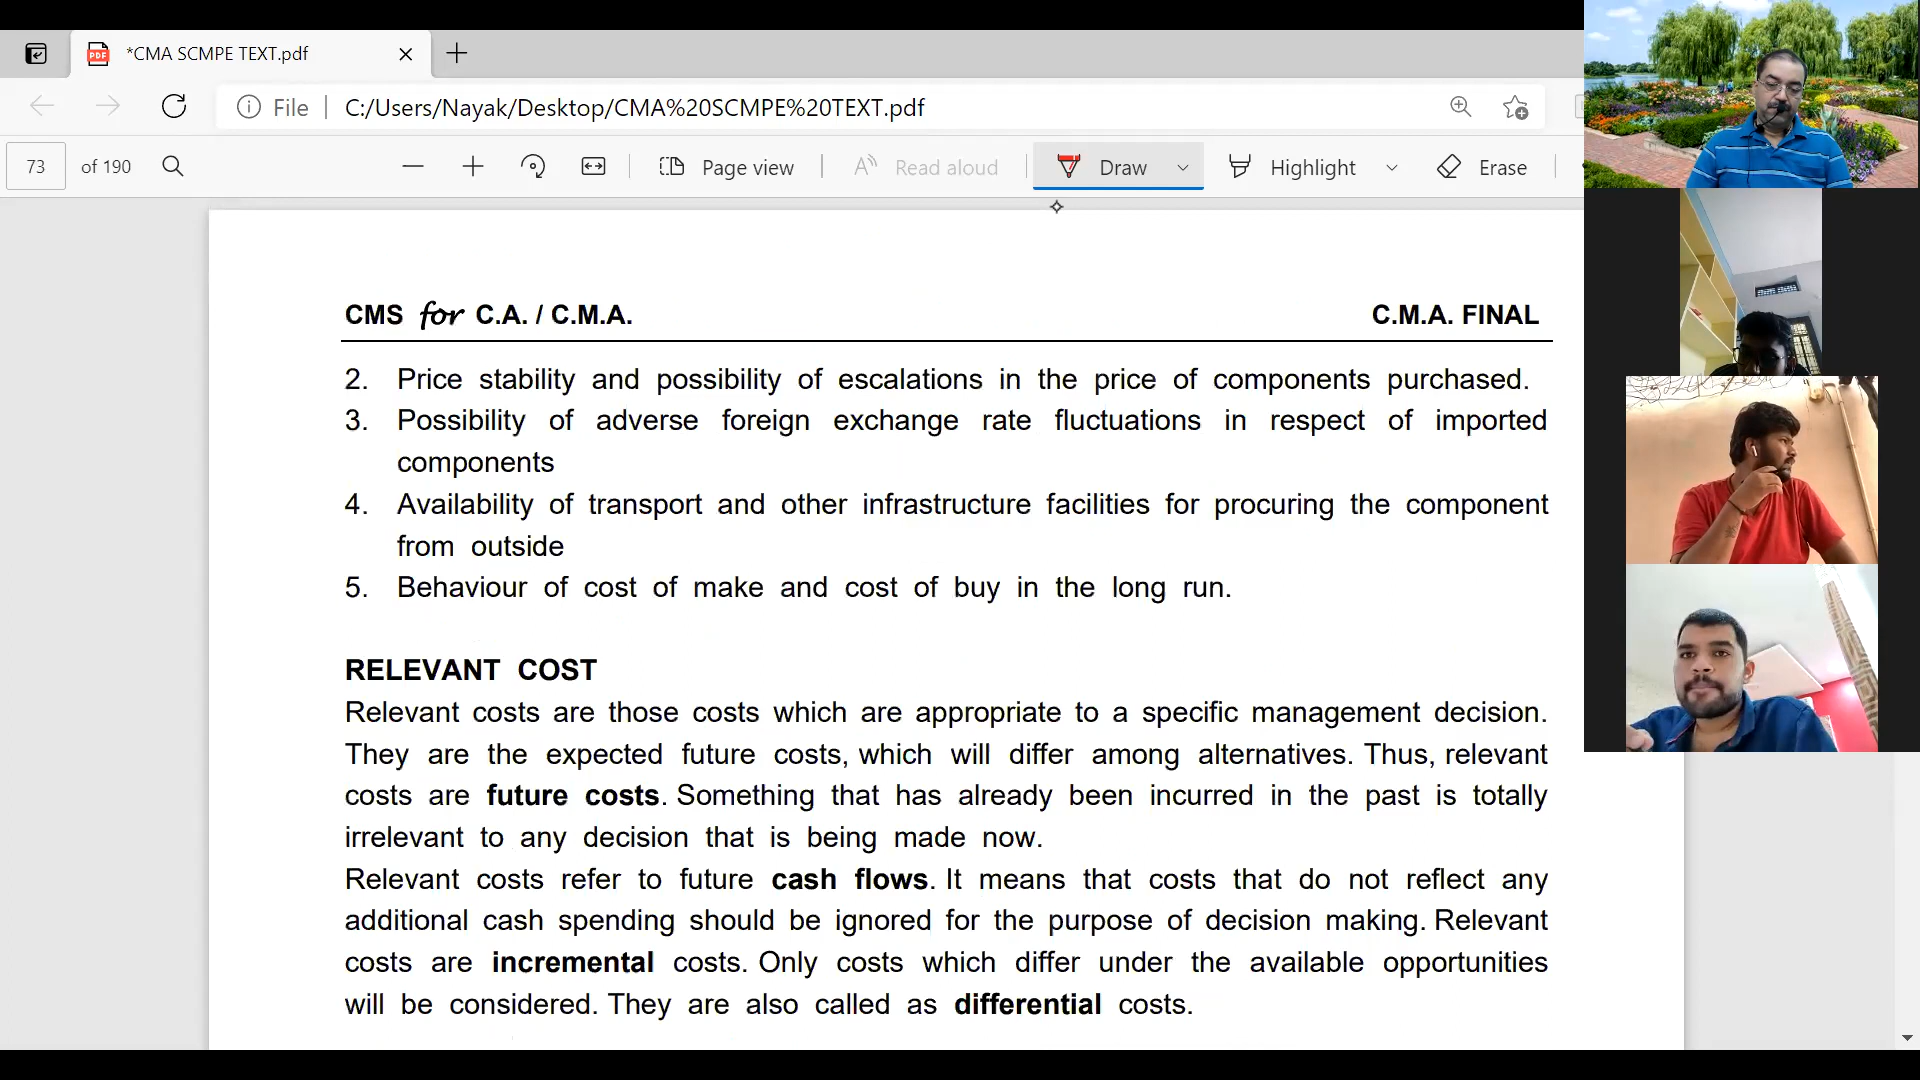 *CMA SCMPE TEXT.pdf
File
C:/Users/Nayak/Desktop/CMA%20SCMPE%20TEXT.pdf
73 of 190
Page view
Read aloud
Draw
Highlight
Erase
CMS for C.A. / C.M.A. C.M.A. FINAL
2. Price stability and possibility of escalations in the price of components purchased.
3. Possibility of adverse foreign exchange rate fluctuations in respect of imported
components
4. Availability of transport and other infrastructure facilities for procuring the component
from outside
5. Behaviour of cost of make and cost of buy in the long run.
RELEVANT COST
Relevant costs are those costs which are appropriate to a specific management decision.
They are the expected future costs, which will differ among alternatives. Thus, relevant
costs are future costs. Something that has already been incurred in the past is totally
irrelevant to any decision that is being made now.
Relevant costs refer to future cash flows. It means that costs that do not reflect any
additional cash spending should be ignored for the purpose of decision making. Relevant
costs are incremental costs. Only costs which differ under the available opportunities
will be considered. They are also called as differential costs.